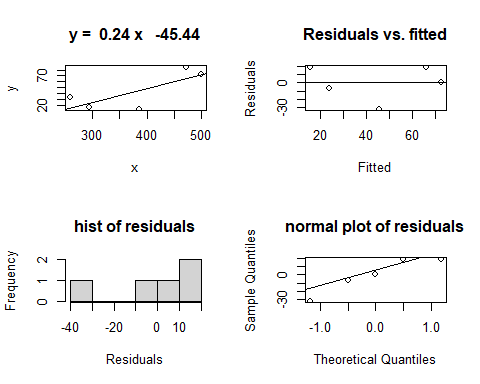 y = 0.24 x -45.44
y
20 70
300 400 500
x
Residuals vs. fitted
Residuals
-30 0
20 40 60
Fitted
hist of residuals
Frequency
0 1 2
-40 -20 0 10
Residuals
normal plot of residuals
Sample Quantiles
-30 0
-1.0 0.0 1.0
Theoretical Quantiles